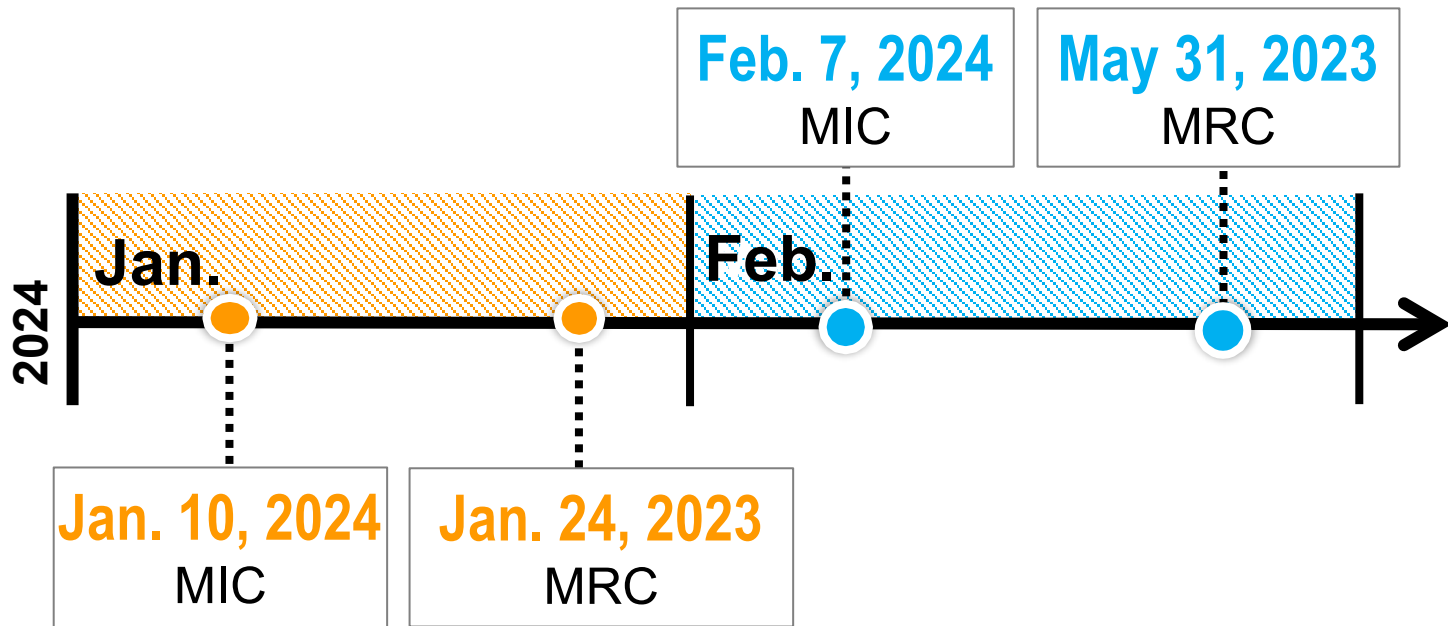 Feb. 7, 2024
MIC
May 31, 2023
MRC
Jan.
Feb.
2024
Jan. 10, 2024
MIC
Jan. 24, 2023
MRC